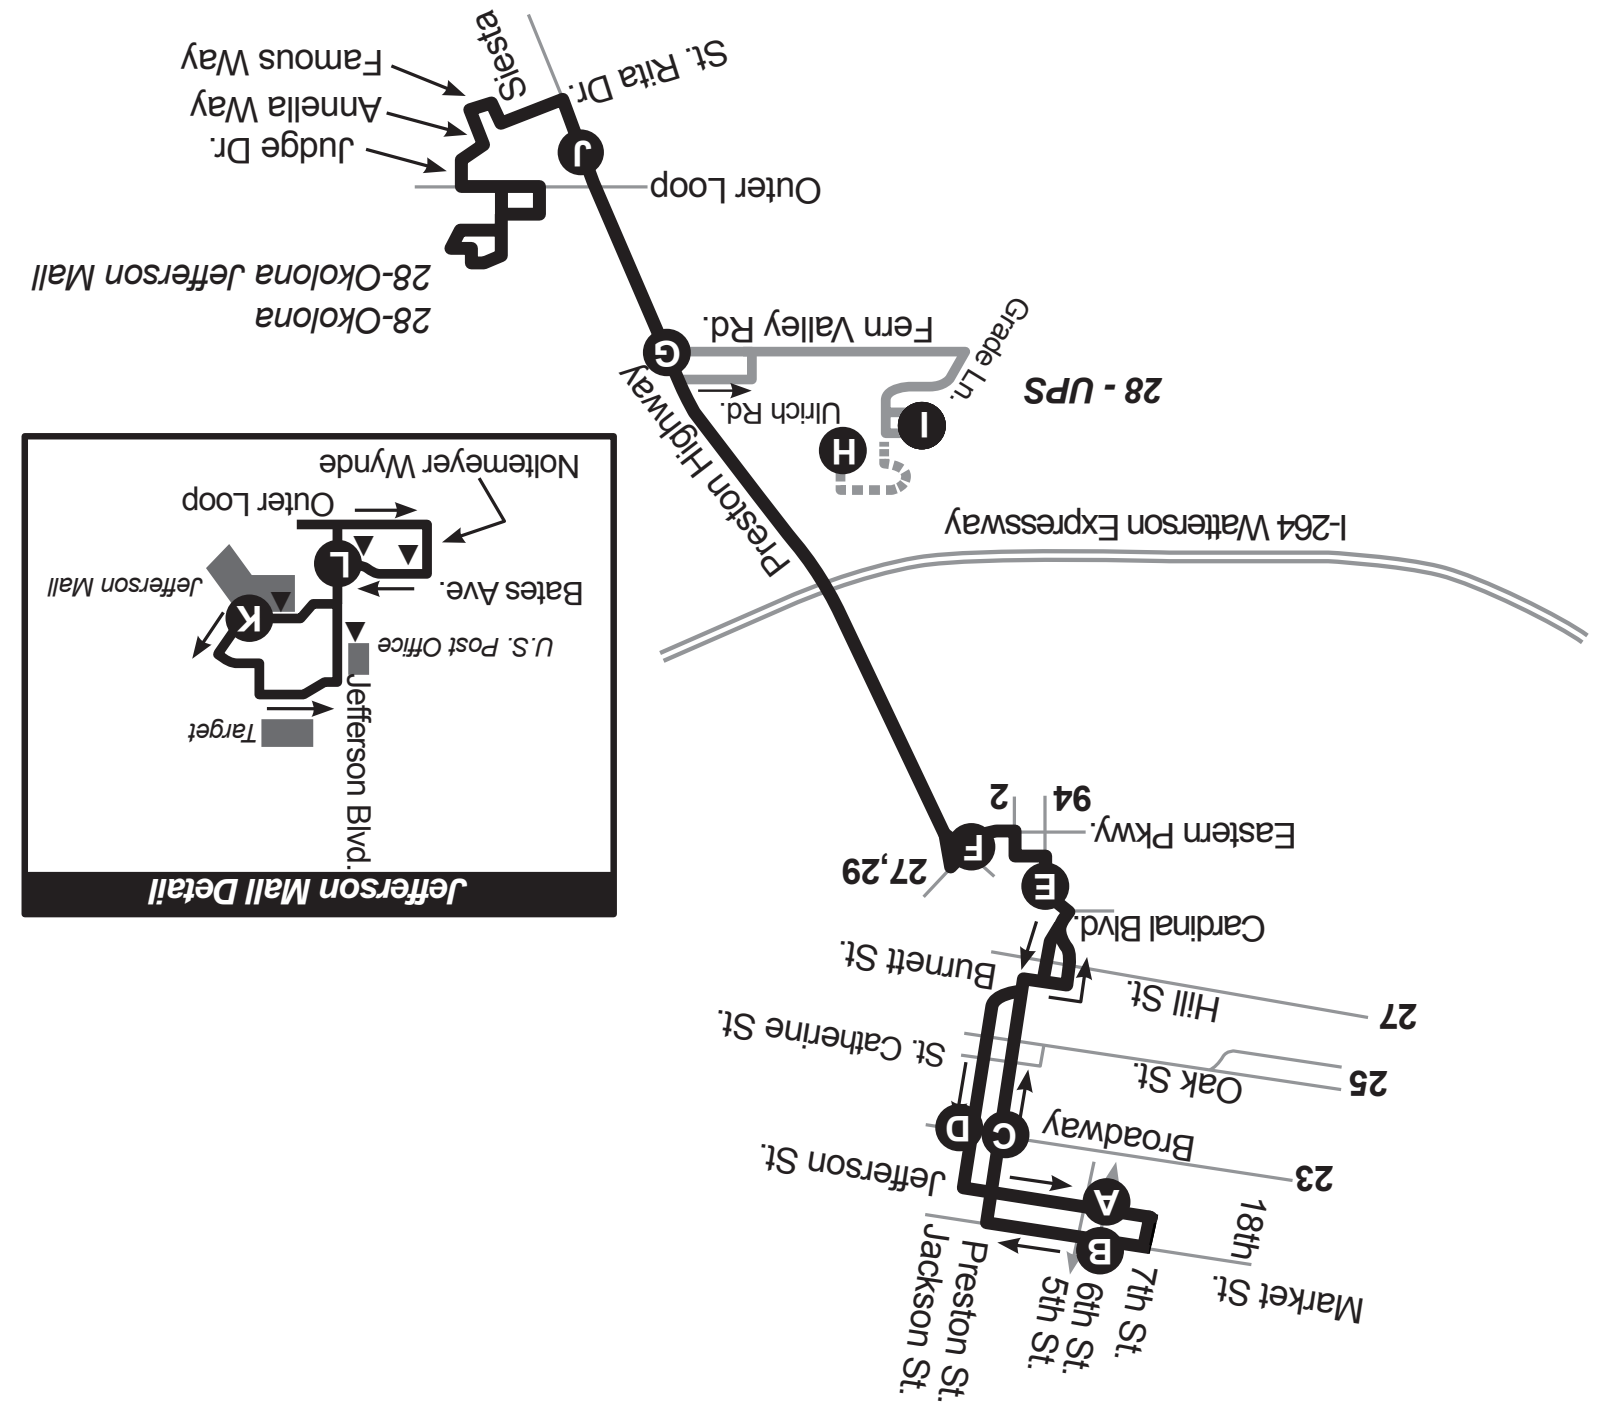 Market St.
18th
7th St.
6th St.
5th St.
Preston St.
Jackson St.
B
A
Jefferson St.
23
Broadway
C
D
25
Oak St.
St. Catherine St.
27
Hill St.
Burnett St.
Cardinal Blvd.
E
27,29
F
Eastern Pkwy.
94
2
I-264 Watterson Expressway
Preston Highway
H
I
28 - UPS
Ulrich Rd.
Grade Ln.
Fern Valley Rd.
G
28-Okolona
28-Okolona Jefferson Mall
Outer Loop
J
Judge Dr.
Annella Way
Famous Way
St. Rita Dr.
Siesta
Jefferson Mall Detail
Jefferson Blvd.
Target
U.S. Post Office
K
Bates Ave.
Jefferson Mall
L
Outer Loop
Noltemeyer Wynde